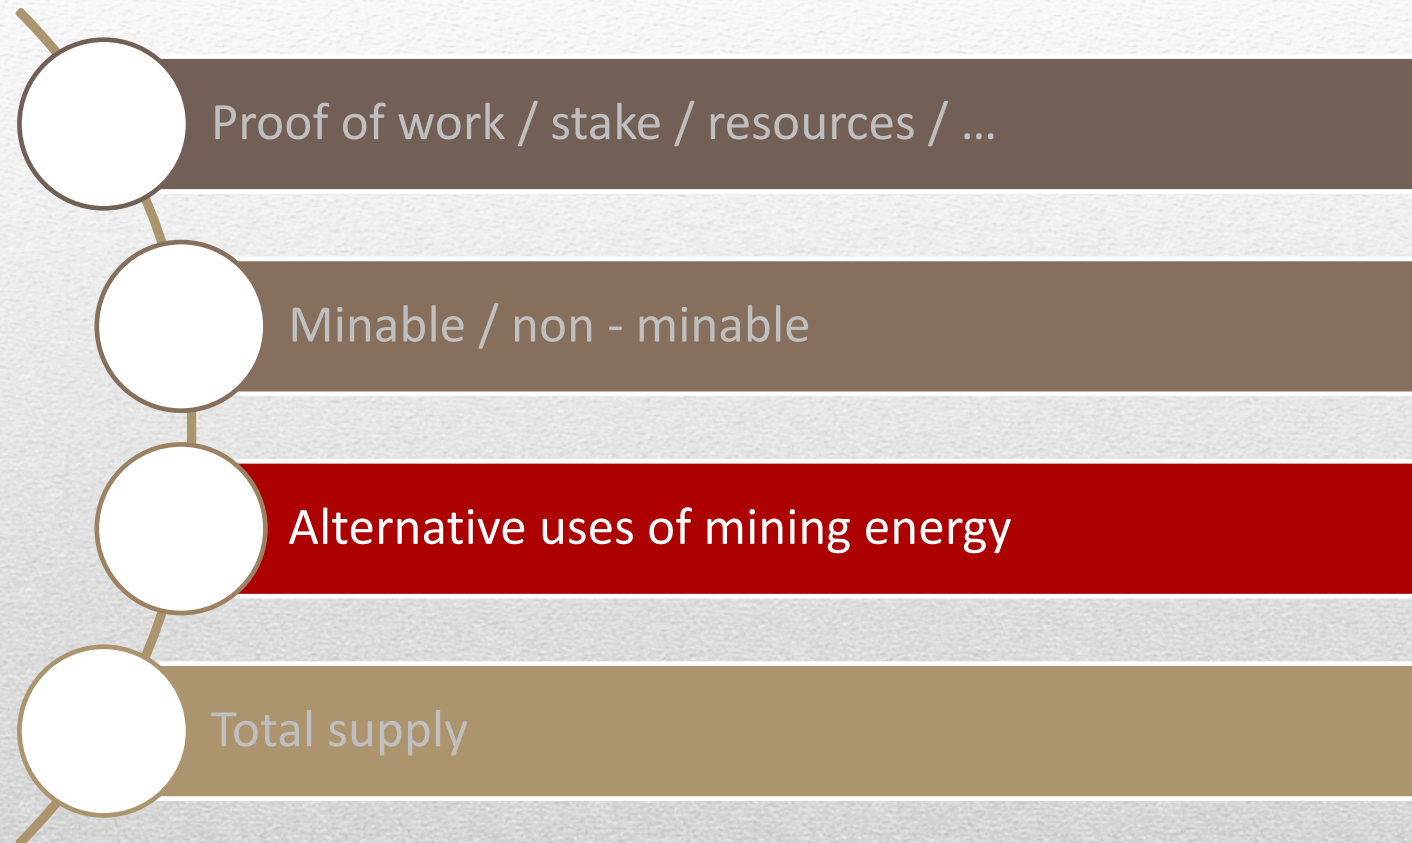 Proof of work / stake / resources / …
Minable / non - minable
Alternative uses of mining energy
Total supply